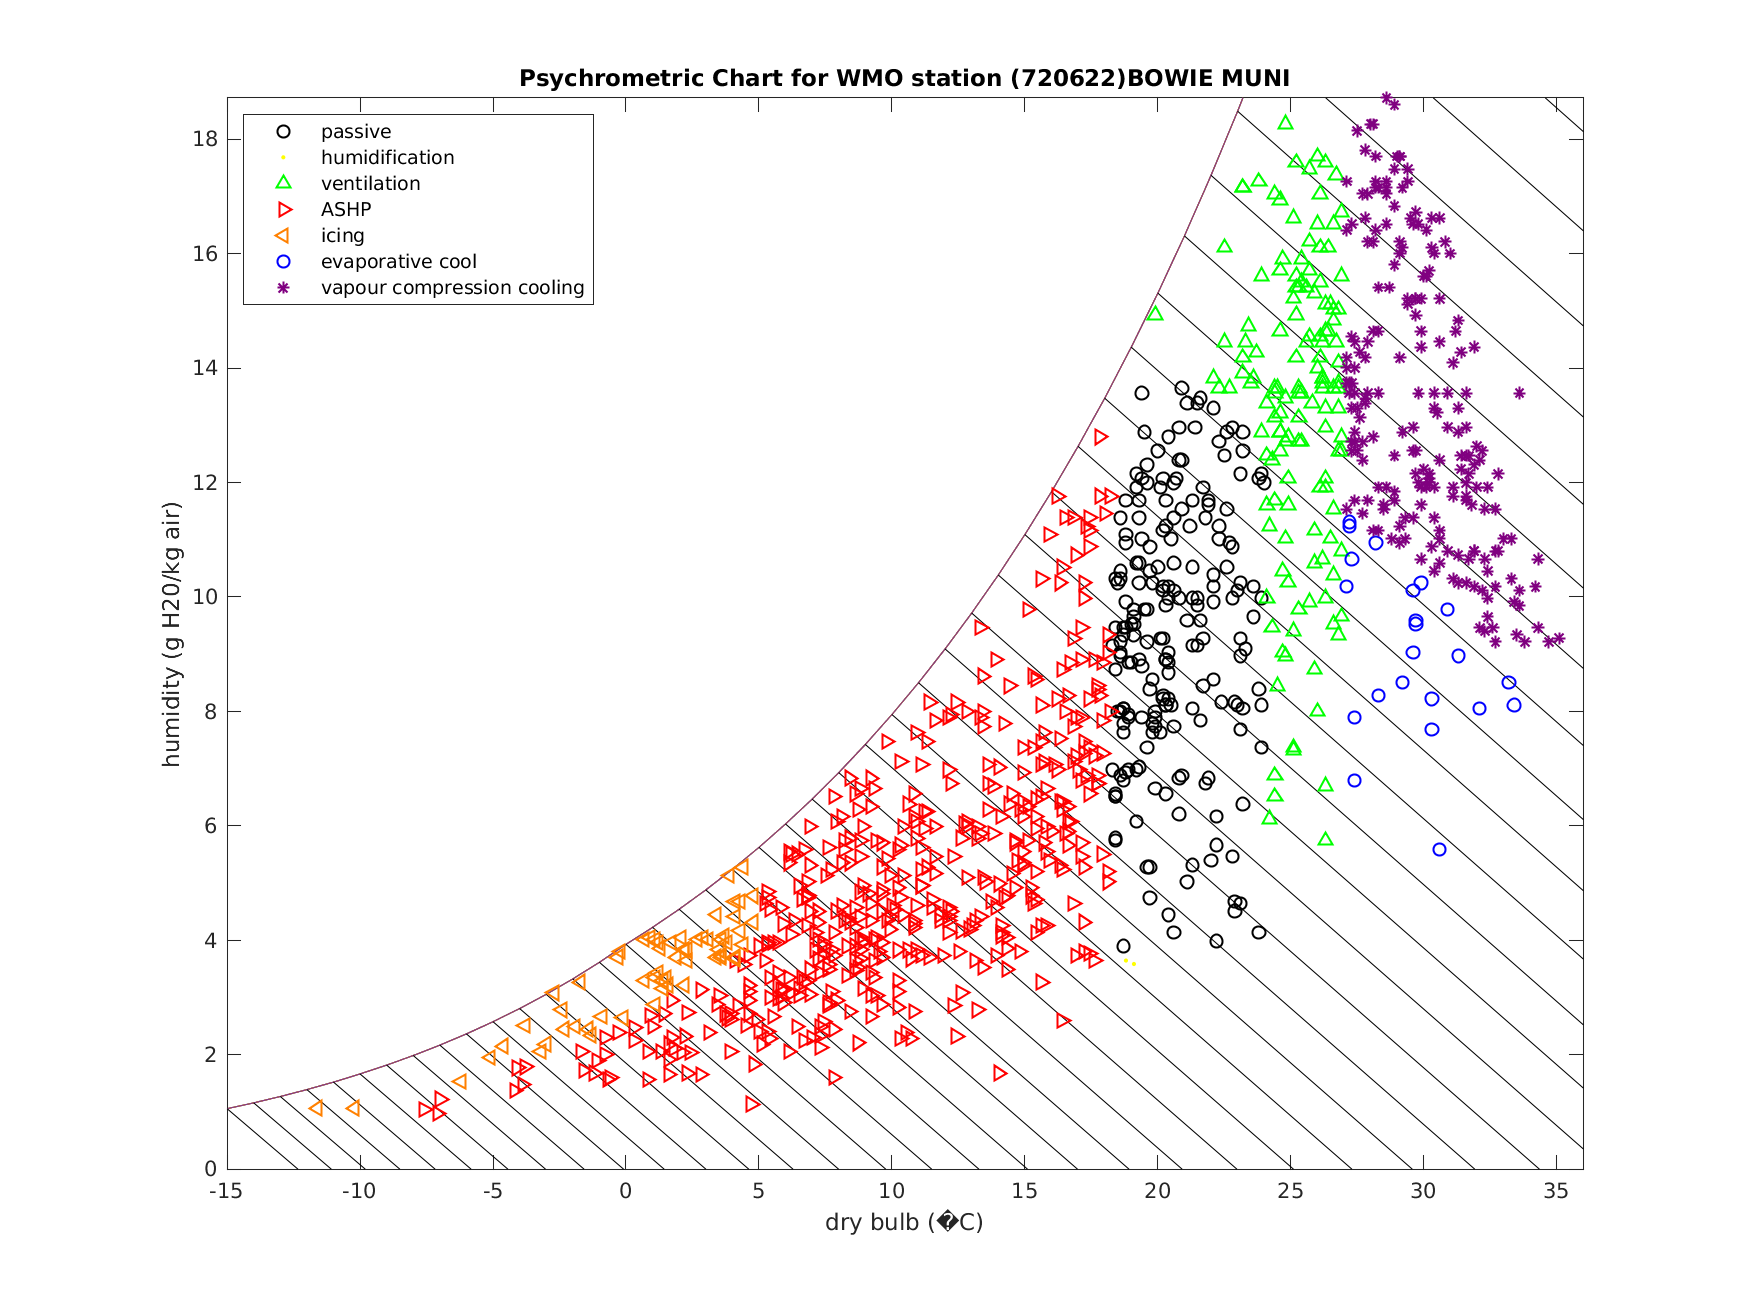 Psychrometric Chart for WMO station (720622)BOWIE MUNI
passive
humidification
ventilation
ASHP
icing
evaporative cool
vapour compression cooling
humidity (g H20/kg air)
18
16
14
12
10
8
6
4
2
0
-15 -10 -5 0 5 10 15 20 25 30 35
dry bulb (�C)